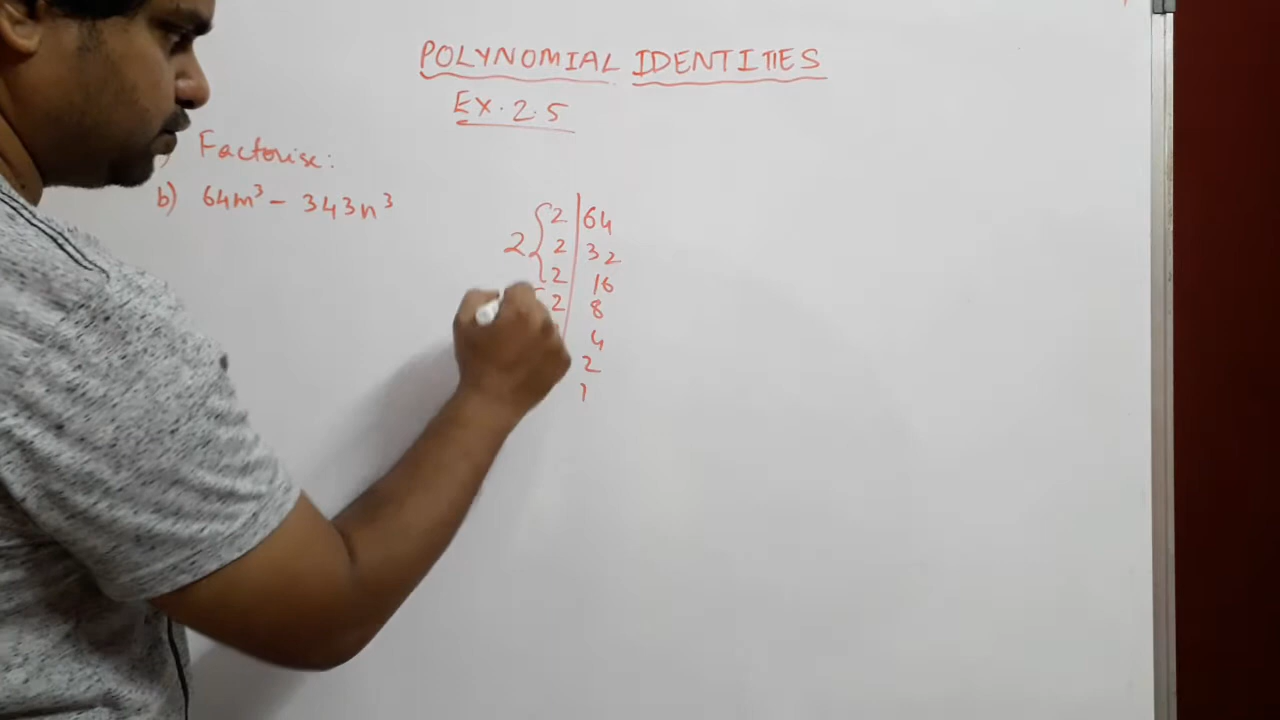 POLYNOMIAL IDENTITIES
Ex. 2.5
Factorise:
b) 64m³ - 343n³
2 { 2 | 64
2 | 32
2 | 16
2 | 8
4
2
1